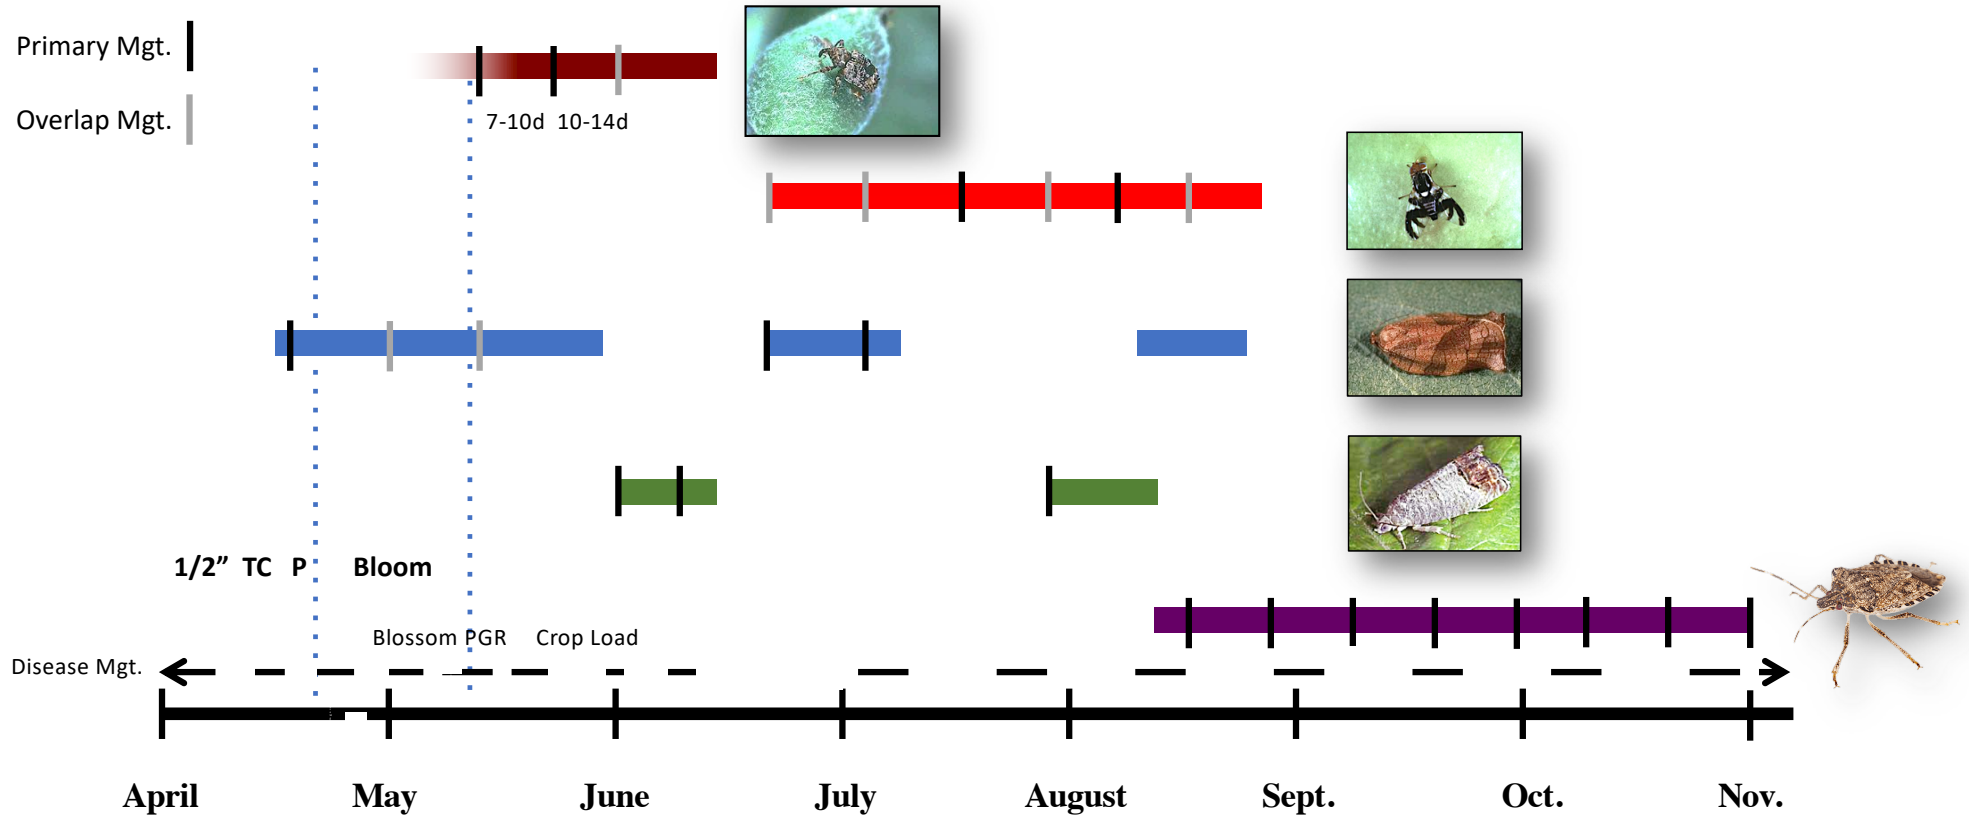 Primary Mgt.
Overlap Mgt.
7-10d 10-14d
1/2” TC P Bloom
Blossom PGR Crop Load
Disease Mgt.
April May June July August Sept. Oct. Nov.